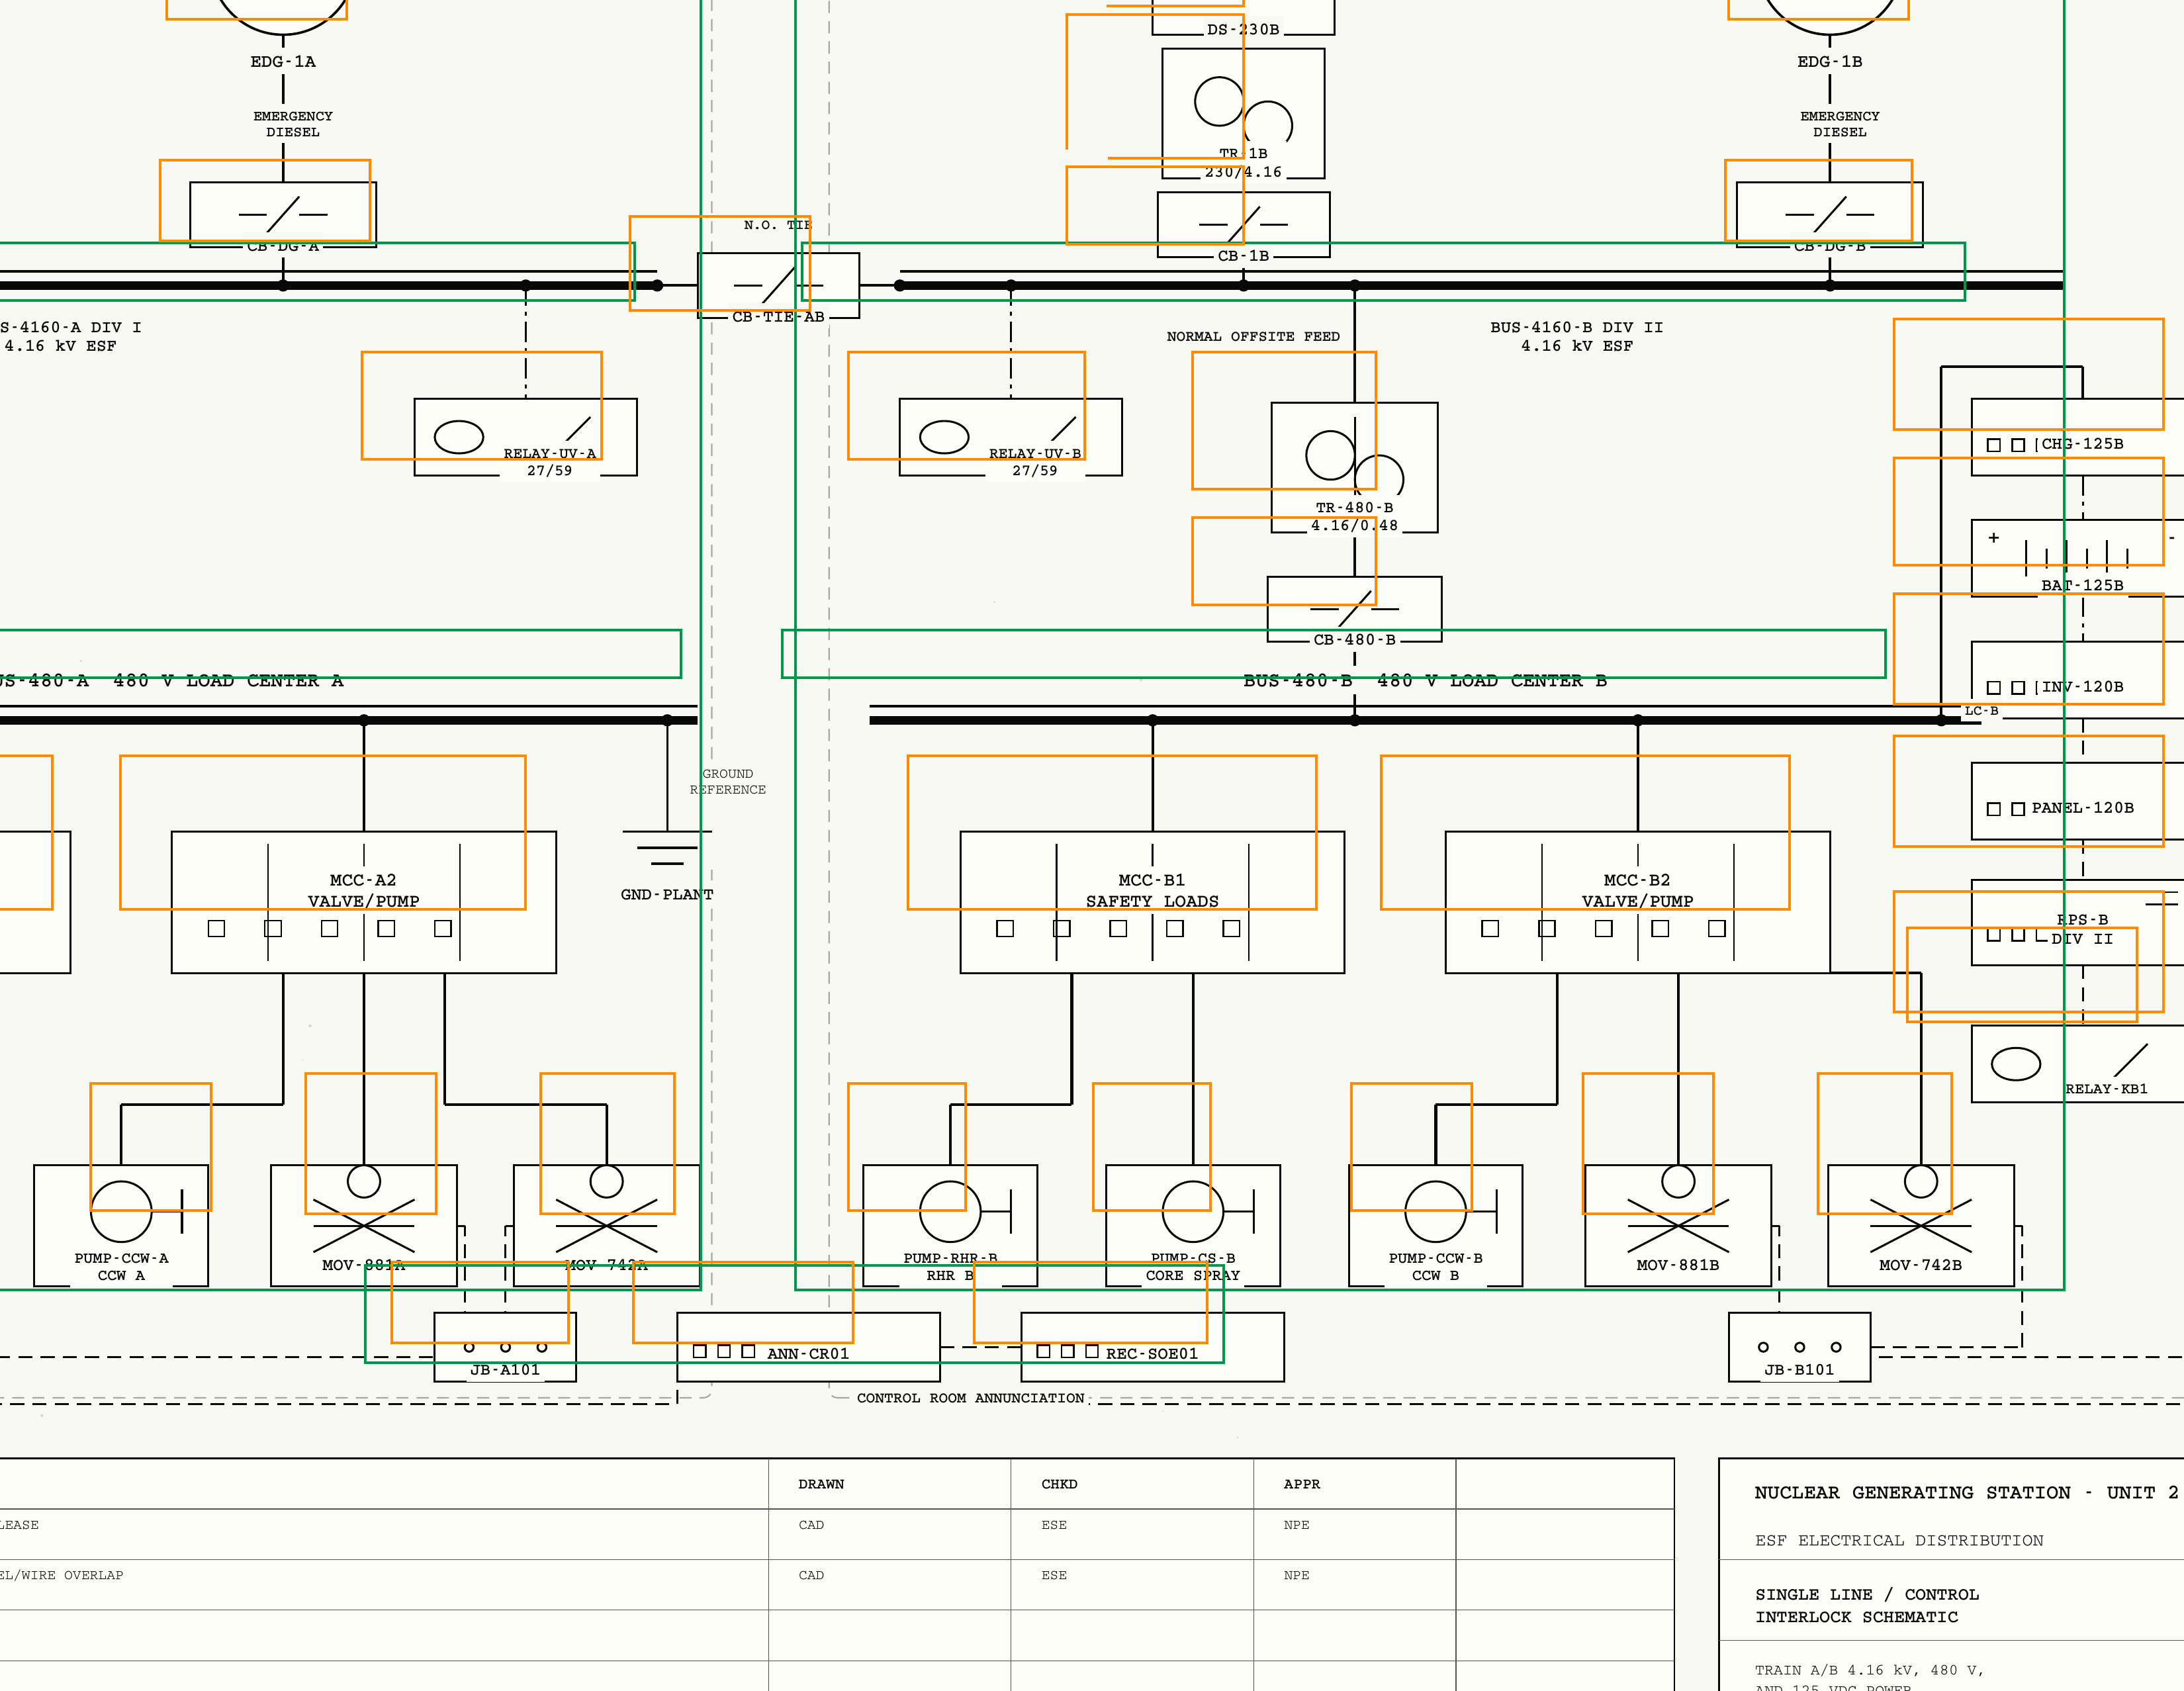 DS-230B
EDG-1A
EDG-1B
EMERGENCY
DIESEL
EMERGENCY
DIESEL
TR-1B
230/4.16
N.O. TIE
CB-DG-A
CB-1B
CB-DG-B
CB-TIE-AB
S-4160-A DIV I
4.16 kV ESF
NORMAL OFFSITE FEED
BUS-4160-B DIV II
4.16 kV ESF
RELAY-UV-A
27/59
RELAY-UV-B
27/59
CHG-125B
TR-480-B
4.16/0.48
+ -
BAT-125B
CB-480-B
US-480-A 480 V LOAD CENTER A
BUS-480-B 480 V LOAD CENTER B
INV-120B
LC-B
GROUND
REFERENCE
PANEL-120B
MCC-A2
VALVE/PUMP
GND-PLANT
MCC-B1
SAFETY LOADS
MCC-B2
VALVE/PUMP
RPS-B
DIV II
RELAY-KB1
PUMP-CCW-A
CCW A
MOV-881A
MOV-742A
PUMP-RHR-B
RHR B
PUMP-CS-B
CORE SPRAY
PUMP-CCW-B
CCW B
MOV-881B
MOV-742B
JB-A101
ANN-CR01
REC-SOE01
JB-B101
CONTROL ROOM ANNUNCIATION
DRAWN CHKD APPR
LEASE CAD ESE NPE
EL/WIRE OVERLAP CAD ESE NPE
NUCLEAR GENERATING STATION - UNIT 2
ESF ELECTRICAL DISTRIBUTION
SINGLE LINE / CONTROL
INTERLOCK SCHEMATIC
TRAIN A/B 4.16 kV, 480 V,
AND 125 VDC POWER